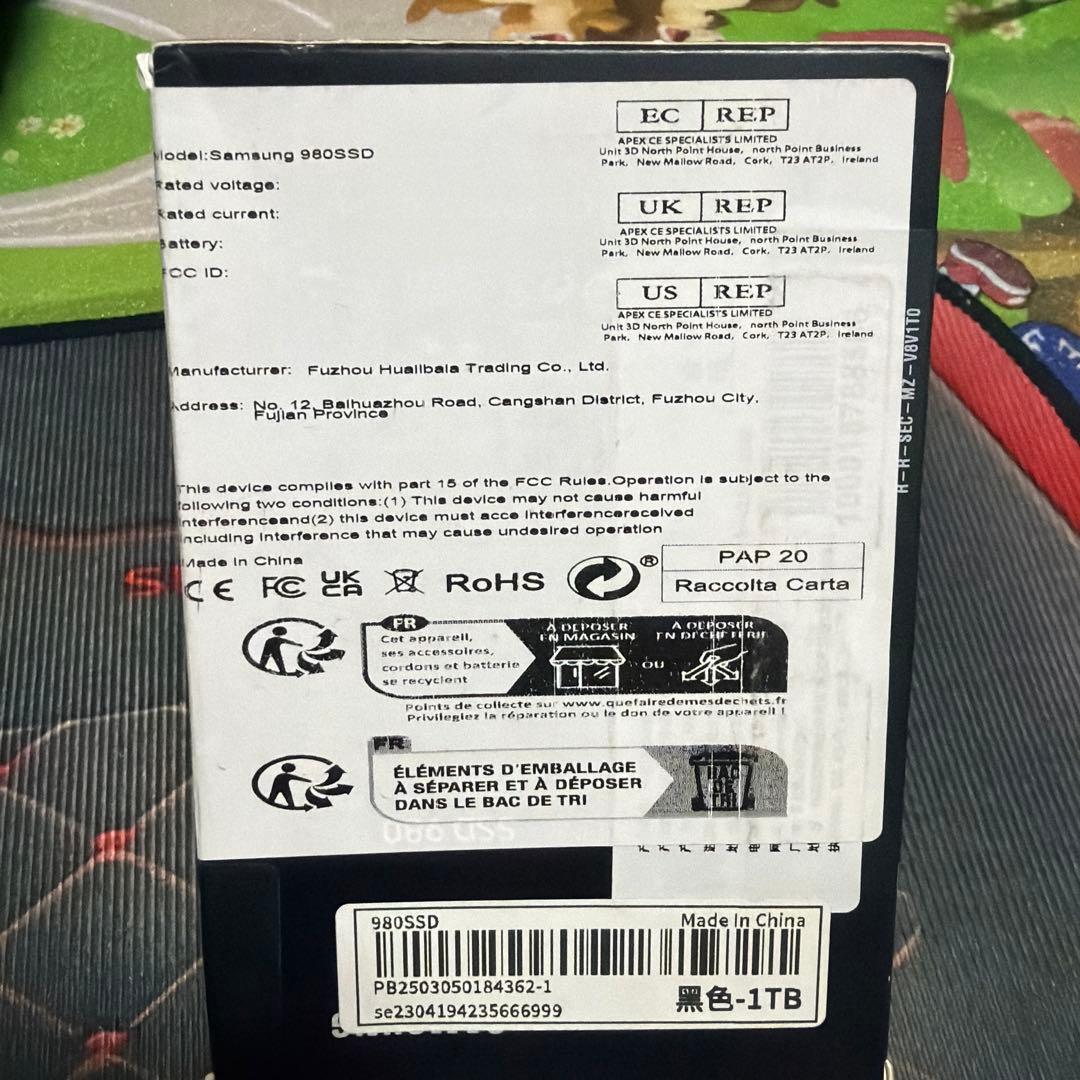 Model:Samsung 980SSD
Rated voltage:
Rated current:
Battery:
FCC ID:
EC REP
APEX CE SPECIALISTS LIMITED
Unit 3D North Point House, north Point Business
Park, New Mallow Road, Cork, T23 AT2P, Ireland
UK REP
APEX CE SPECIALISTS LIMITED
Unit 3D North Point House, north Point Business
Park, New Mallow Road, Cork, T23 AT2P, Ireland
US REP
APEX CE SPECIALISTS LIMITED
Unit 3D North Point House, north Point Business
Park, New Mallow Road, Cork, T23 AT2P, Ireland
R-R-SEC-MZ-V8V1T0
Manufacturrer: Fuzhou Huailbaia Trading Co., Ltd.
Address: No. 12, Baihuazhou Road, Cangshan District, Fuzhou City,
Fujian Province
This device complies with part 15 of the FCC Rules.Operation is subject to the
following two conditions:(1) This device may not cause harmful
interferenceand(2) this device must acce interferencereceived
including interference that may cause undesired operation
Made in China
CE FC UK CA RoHS ®
PAP 20
Raccolta Carta
FR
Cet appareil,
ses accessoires,
cordons et batterie
se recyclent
À DÉPOSER
EN MAGASIN
OU
À DÉPOSER
EN DÉCHÈTERIE
Points de collecte sur www.quefairedemesdechets.fr
Privilégiez la réparation ou le don de votre appareil !
FR
ÉLÉMENTS D'EMBALLAGE
À SÉPARER ET À DÉPOSER
DANS LE BAC DE TRI
BAC
DE
TRI
980SSD
Made In China
PB2503050184362-1
se2304194235666999
黑色-1TB